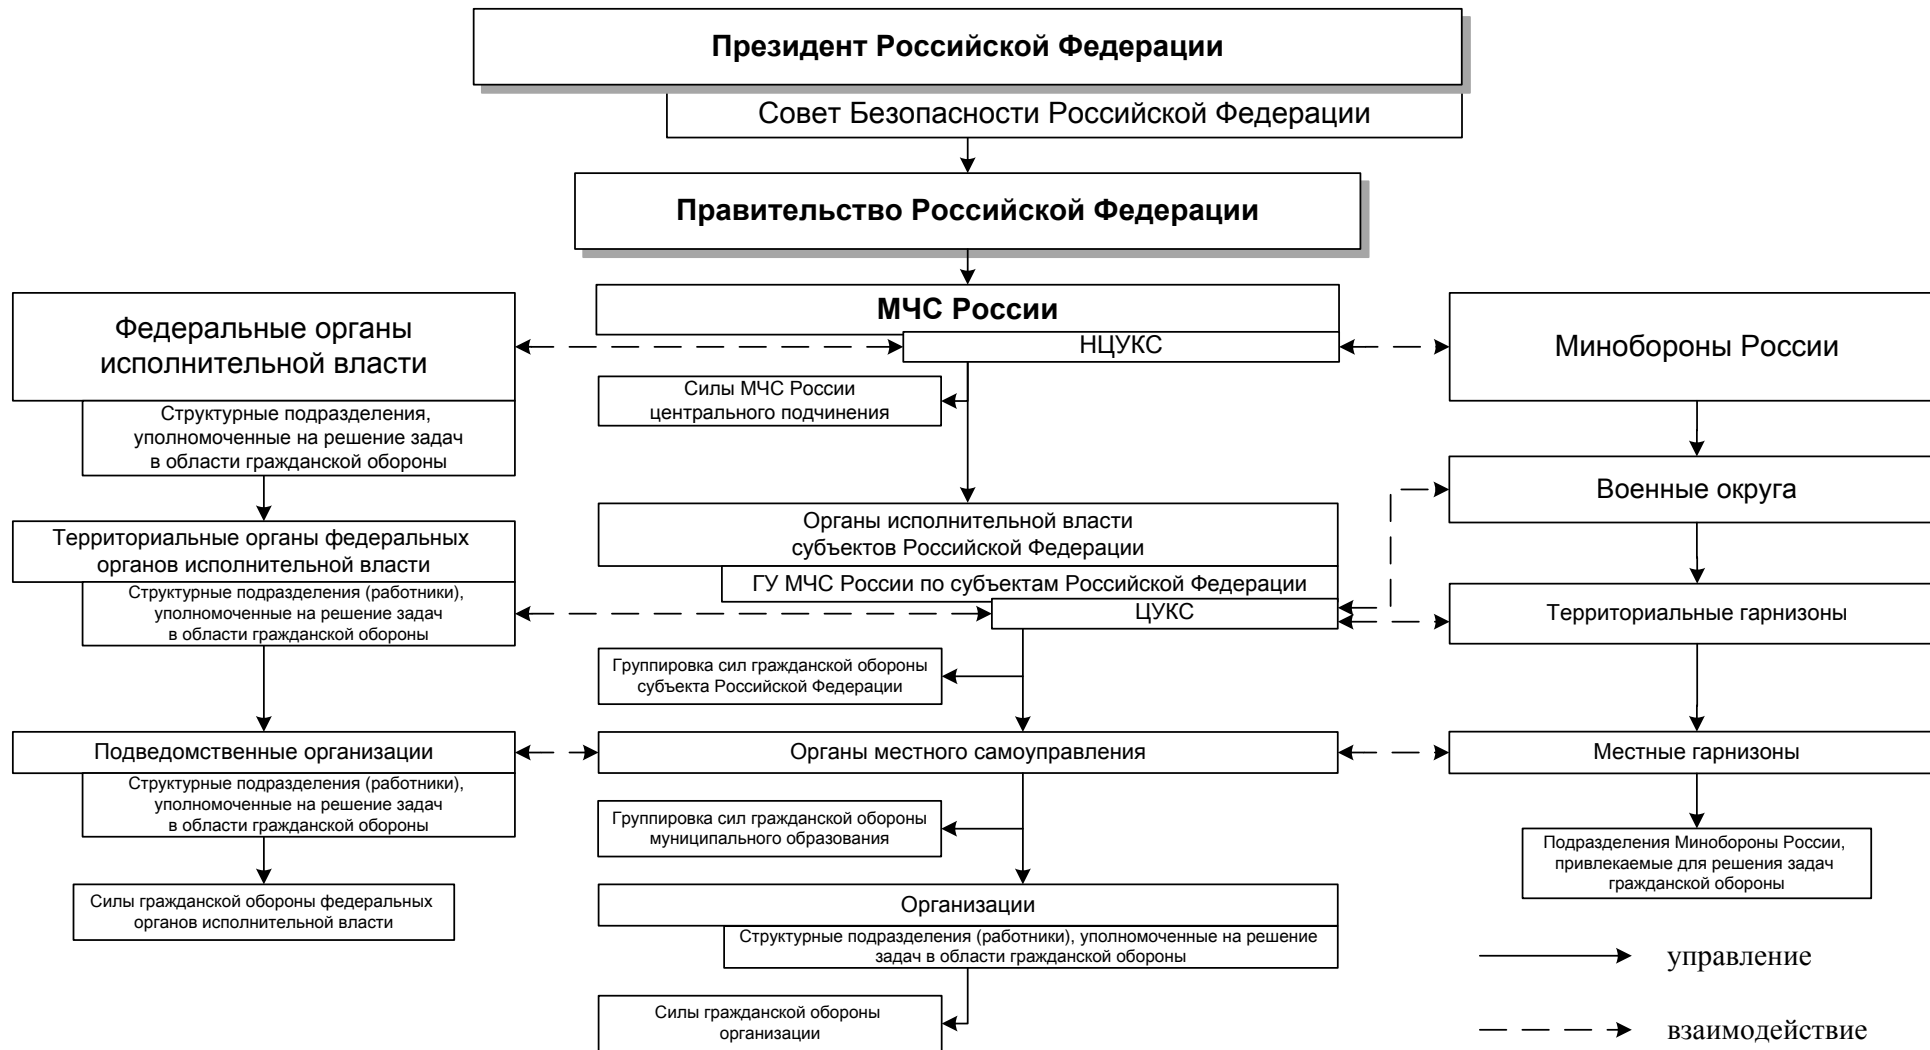 Президент Российской Федерации
Совет Безопасности Российской Федерации
Правительство Российской Федерации
Федеральные органы
исполнительной власти
Структурные подразделения,
уполномоченные на решение задач
в области гражданской обороны
Территориальные органы федеральных
органов исполнительной власти
Структурные подразделения (работники),
уполномоченные на решение задач
в области гражданской обороны
Подведомственные организации
Структурные подразделения (работники),
уполномоченные на решение задач
в области гражданской обороны
Силы гражданской обороны федеральных
органов исполнительной власти
МЧС России
НЦУКС
Силы МЧС России
центрального подчинения
Органы исполнительной власти
субъектов Российской Федерации
ГУ МЧС России по субъектам Российской Федерации
ЦУКС
Группировка сил гражданской обороны
субъекта Российской Федерации
Органы местного самоуправления
Группировка сил гражданской обороны
муниципального образования
Организации
Структурные подразделения (работники), уполномоченные на решение
задач в области гражданской обороны
Силы гражданской обороны
организации
Минобороны России
Военные округа
Территориальные гарнизоны
Местные гарнизоны
Подразделения Минобороны России,
привлекаемые для решения задач
гражданской обороны
управление
взаимодействие